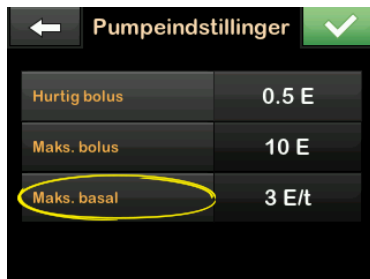 Pumpeindstillinger
Hurtig bolus 0.5 E
Maks. bolus 10 E
Maks. basal 3 E/t